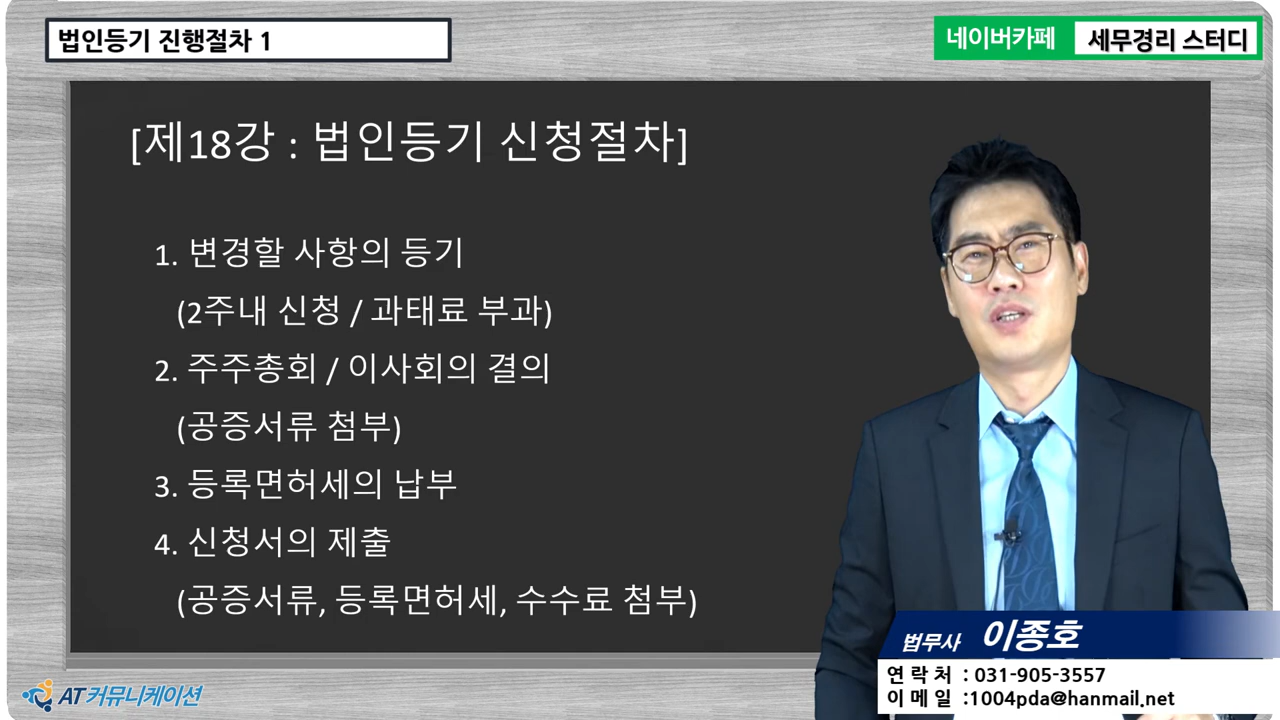 법인등기 진행절차 1
네이버카페 세무경리 스터디
[제18강 : 법인등기 신청절차]
1. 변경할 사항의 등기
(2주내 신청 / 과태료 부과)
2. 주주총회 / 이사회의 결의
(공증서류 첨부)
3. 등록면허세의 납부
4. 신청서의 제출
(공증서류, 등록면허세, 수수료 첨부)
법무사 이종호
연 락 처 : 031-905-3557
이 메 일 :1004pda@hanmail.net
AT커뮤니케이션